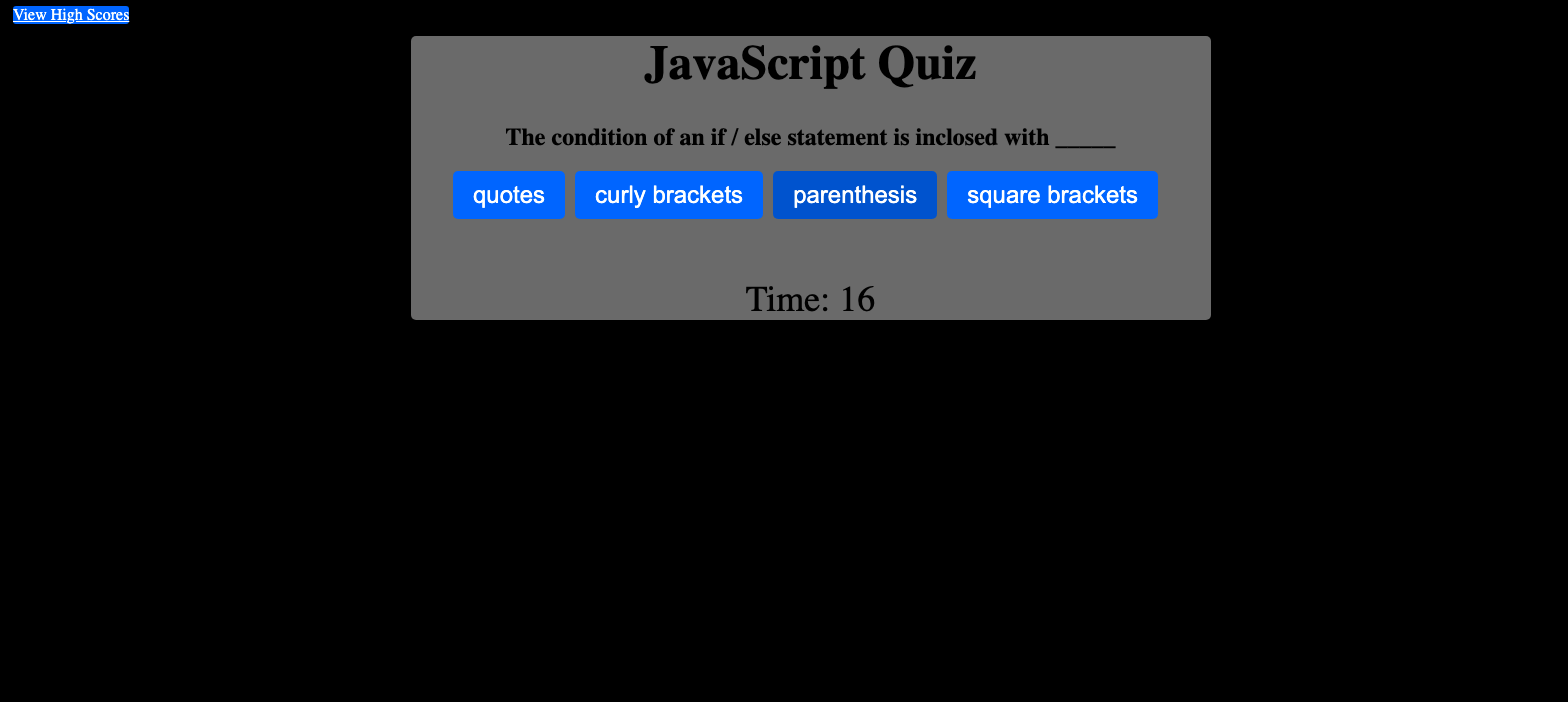 View High Scores
JavaScript Quiz
The condition of an if / else statement is inclosed with _____
quotes curly brackets parenthesis square brackets
Time: 16